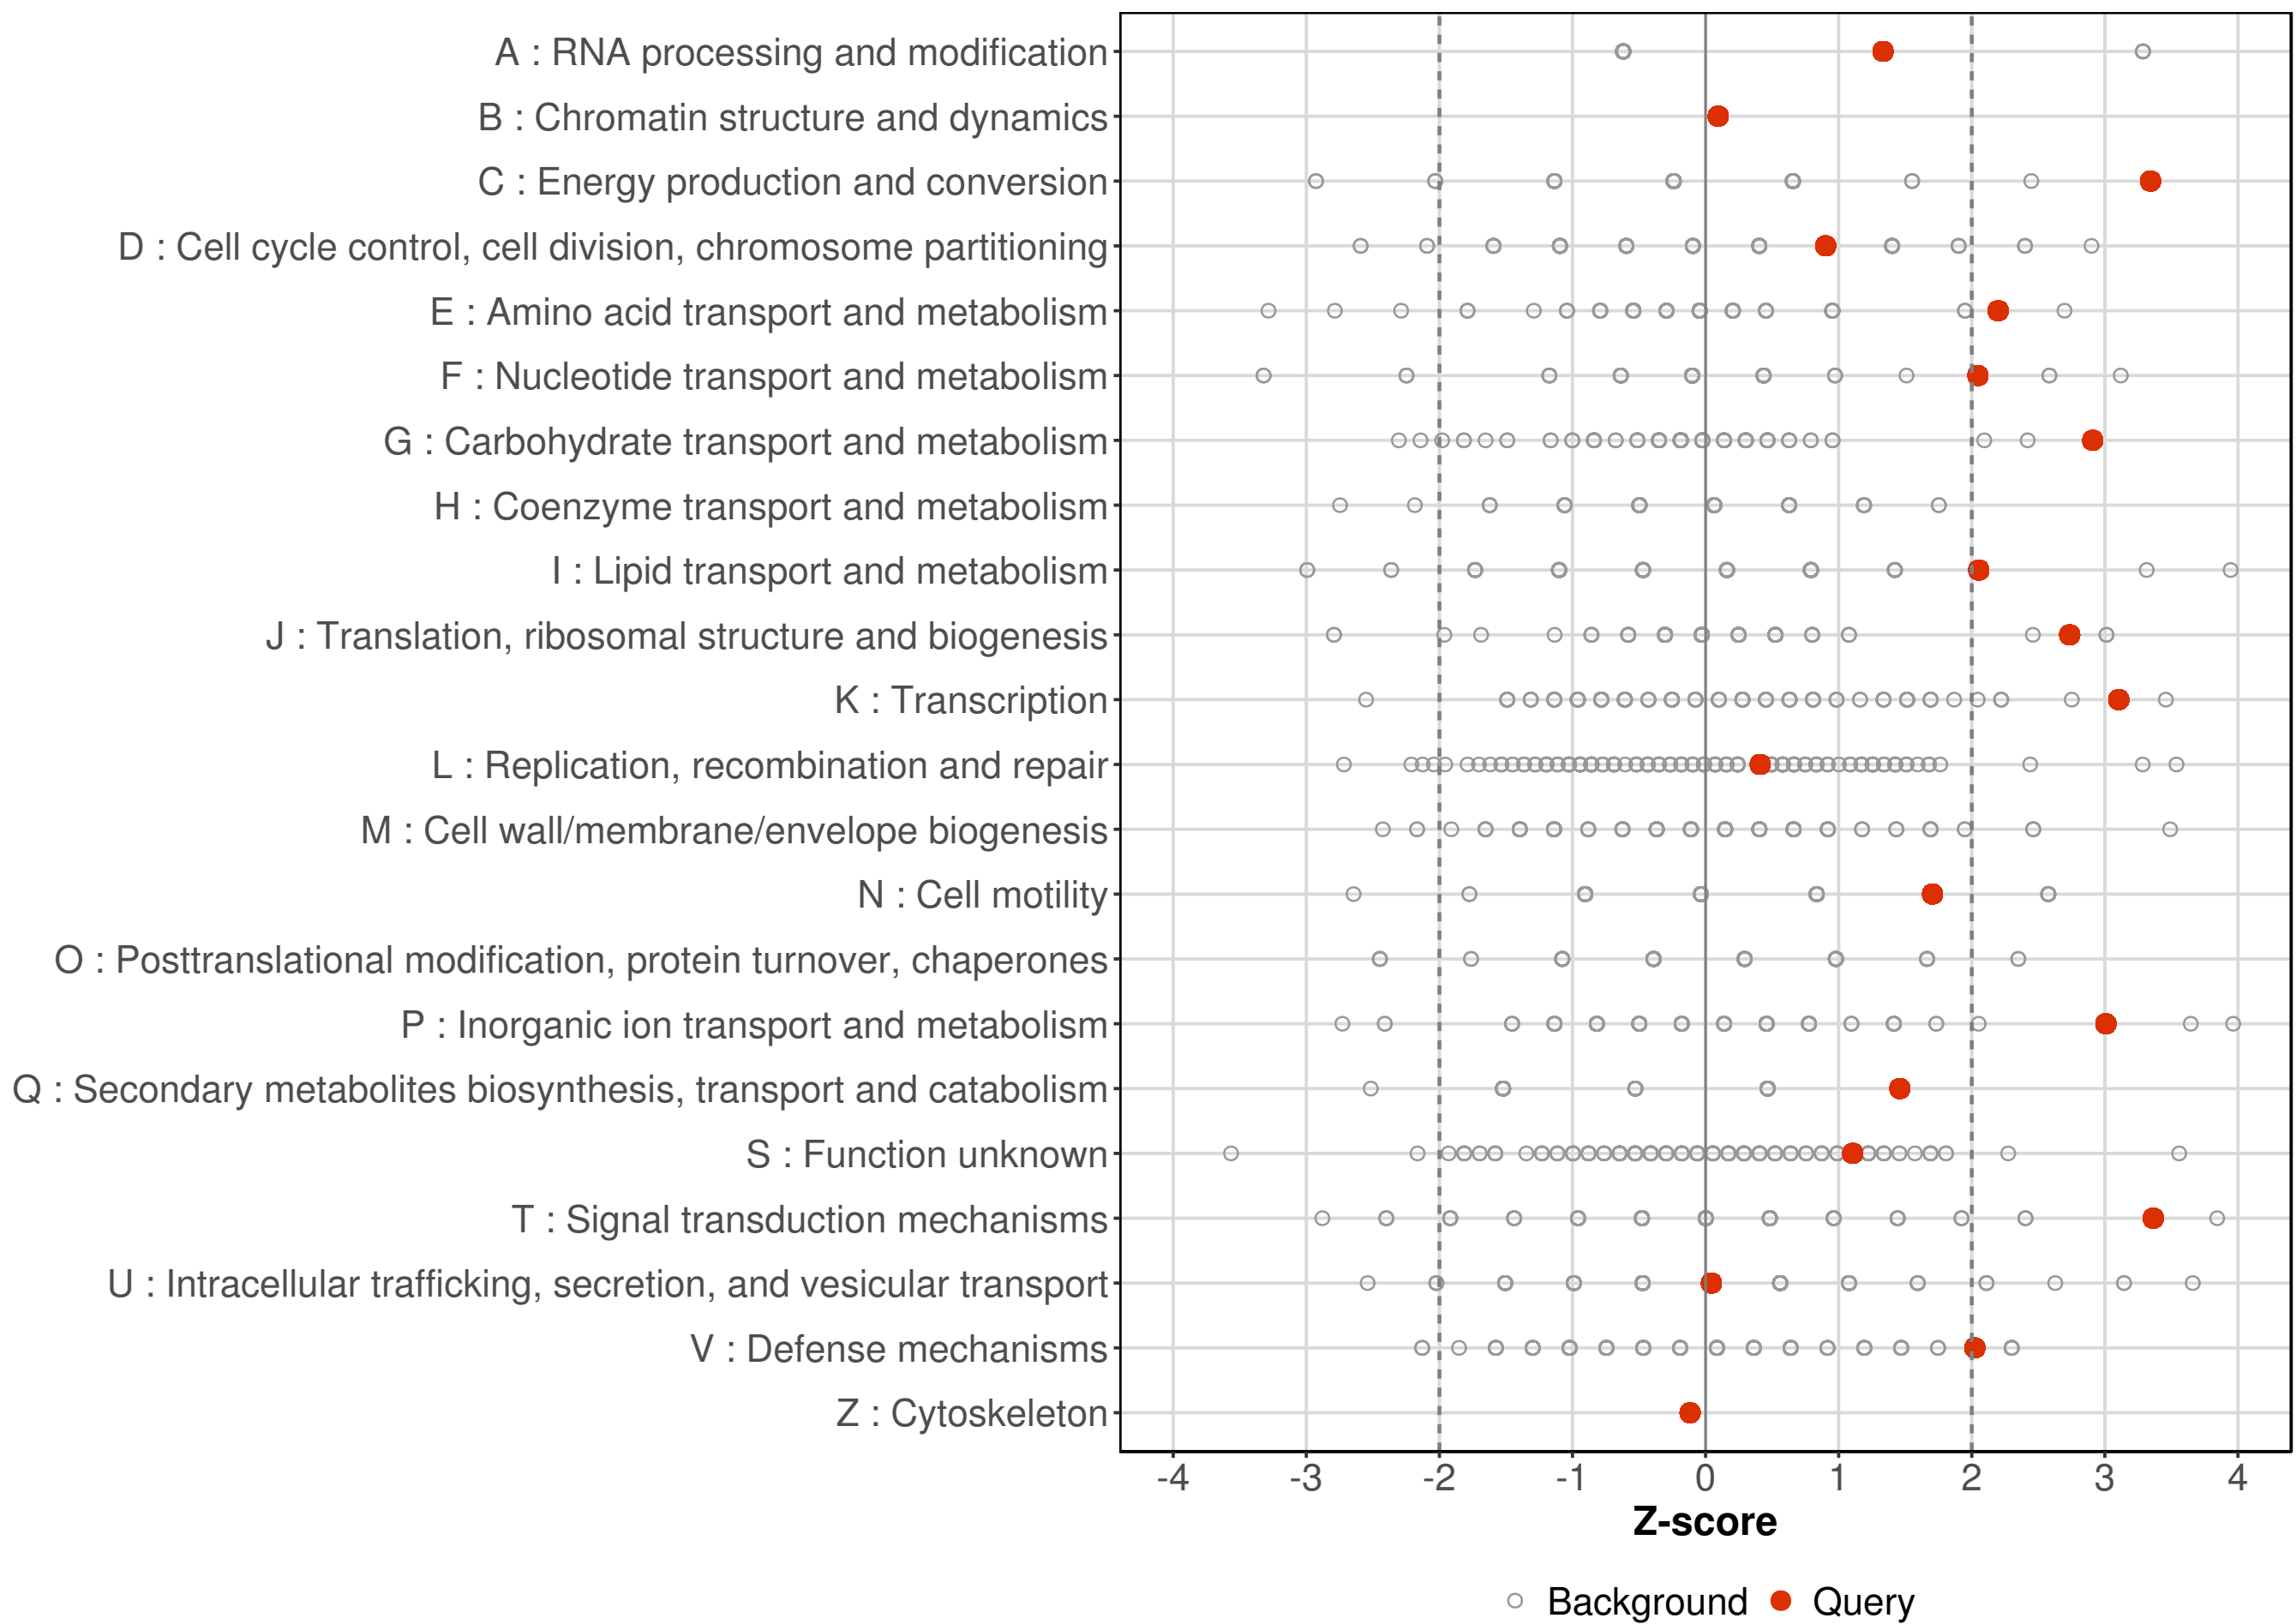 A : RNA processing and modification
B : Chromatin structure and dynamics
C : Energy production and conversion
D : Cell cycle control, cell division, chromosome partitioning
E : Amino acid transport and metabolism
F : Nucleotide transport and metabolism
G : Carbohydrate transport and metabolism
H : Coenzyme transport and metabolism
I : Lipid transport and metabolism
J : Translation, ribosomal structure and biogenesis
K : Transcription
L : Replication, recombination and repair
M : Cell wall/membrane/envelope biogenesis
N : Cell motility
O : Posttranslational modification, protein turnover, chaperones
P : Inorganic ion transport and metabolism
Q : Secondary metabolites biosynthesis, transport and catabolism
S : Function unknown
T : Signal transduction mechanisms
U : Intracellular trafficking, secretion, and vesicular transport
V : Defense mechanisms
Z : Cytoskeleton
-4 -3 -2 -1 0 1 2 3 4
Z-score
Background Query